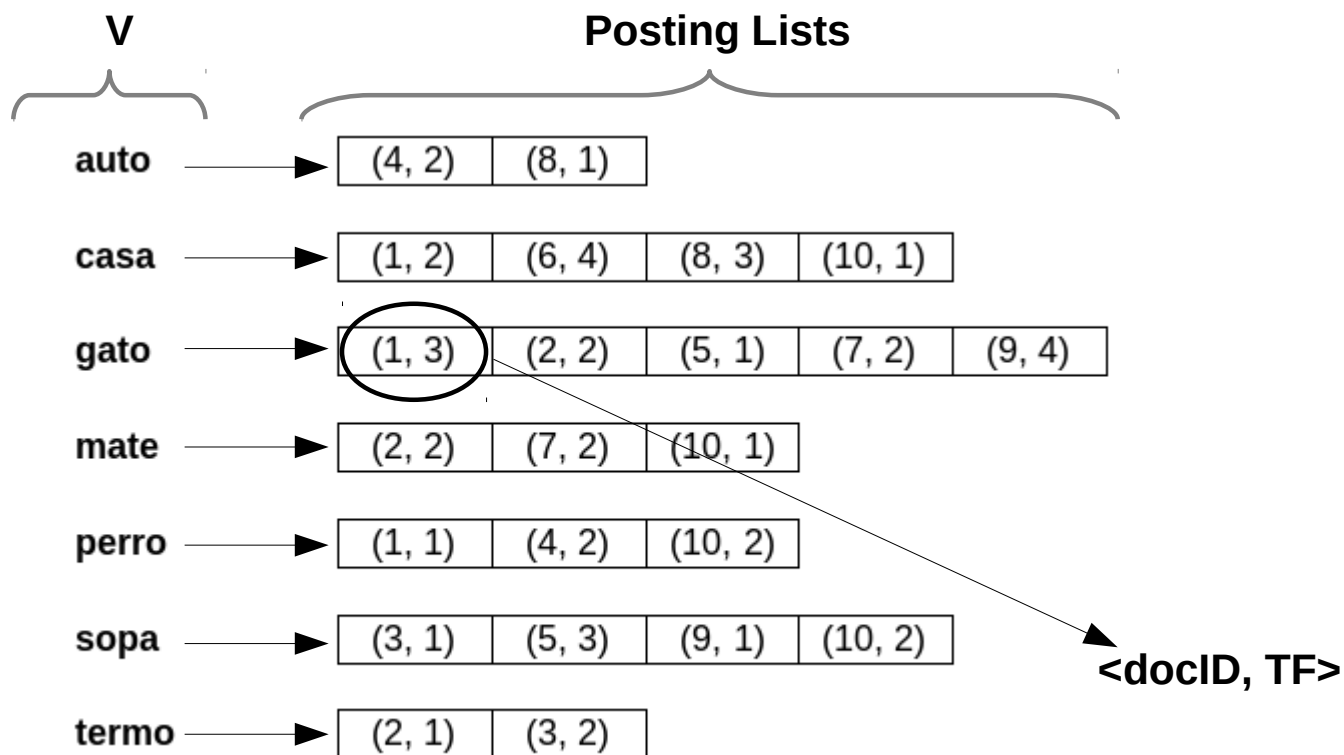 V Posting Lists
auto (4, 2) (8, 1)
casa (1, 2) (6, 4) (8, 3) (10, 1)
gato (1, 3) (2, 2) (5, 1) (7, 2) (9, 4)
mate (2, 2) (7, 2) (10, 1)
perro (1, 1) (4, 2) (10, 2)
sopa (3, 1) (5, 3) (9, 1) (10, 2)
<docID, TF>
termo (2, 1) (3, 2)